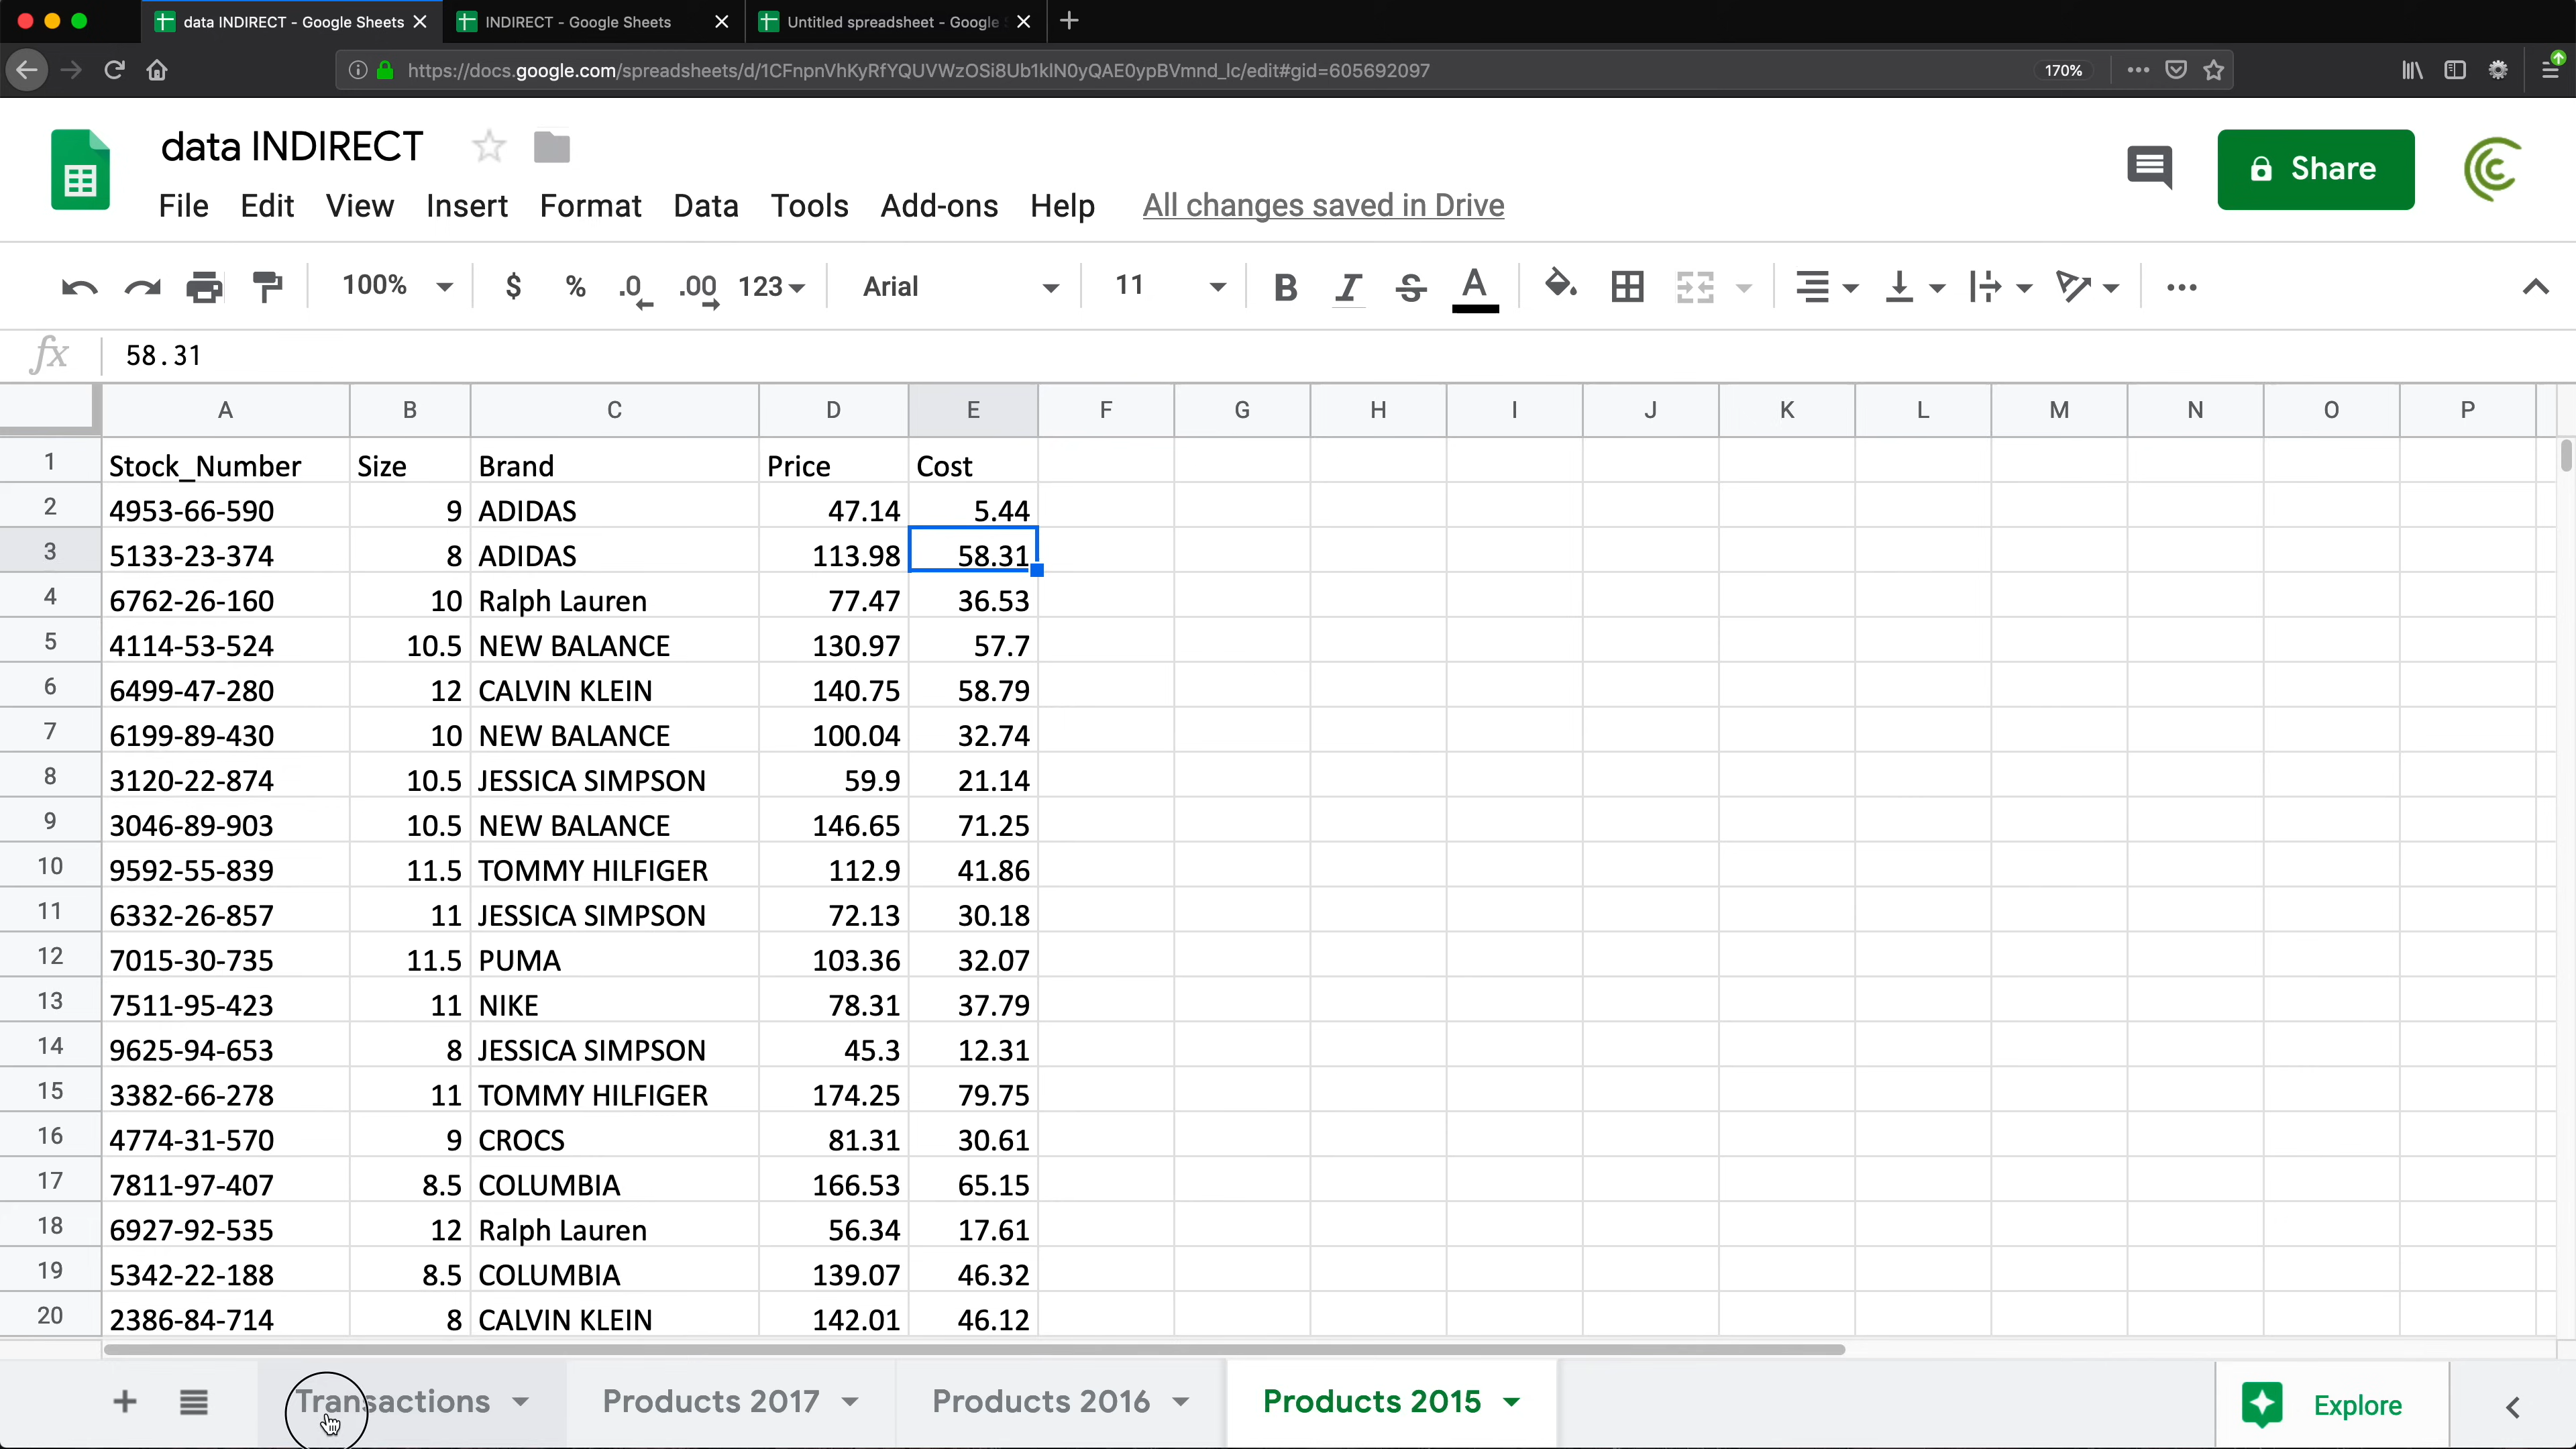 data INDIRECT - Google Sheets INDIRECT - Google Sheets Untitled spreadsheet - Google
https://docs.google.com/spreadsheets/d/1CFnpnVhKyRfYQUVWzOSi8Ub1klN0yQAE0ypBVmnd_lc/edit#gid=605692097 170%
data INDIRECT
Share
File Edit View Insert Format Data Tools Add-ons Help All changes saved in Drive
100% $ % .0 .00 123 Arial 11 B I S A
fx 58.31
A B C D E F G H I J K L M N O P
1 Stock_Number Size Brand Price Cost
2 4953-66-590 9 ADIDAS 47.14 5.44
3 5133-23-374 8 ADIDAS 113.98 58.31
4 6762-26-160 10 Ralph Lauren 77.47 36.53
5 4114-53-524 10.5 NEW BALANCE 130.97 57.7
6 6499-47-280 12 CALVIN KLEIN 140.75 58.79
7 6199-89-430 10 NEW BALANCE 100.04 32.74
8 3120-22-874 10.5 JESSICA SIMPSON 59.9 21.14
9 3046-89-903 10.5 NEW BALANCE 146.65 71.25
10 9592-55-839 11.5 TOMMY HILFIGER 112.9 41.86
11 6332-26-857 11 JESSICA SIMPSON 72.13 30.18
12 7015-30-735 11.5 PUMA 103.36 32.07
13 7511-95-423 11 NIKE 78.31 37.79
14 9625-94-653 8 JESSICA SIMPSON 45.3 12.31
15 3382-66-278 11 TOMMY HILFIGER 174.25 79.75
16 4774-31-570 9 CROCS 81.31 30.61
17 7811-97-407 8.5 COLUMBIA 166.53 65.15
18 6927-92-535 12 Ralph Lauren 56.34 17.61
19 5342-22-188 8.5 COLUMBIA 139.07 46.32
20 2386-84-714 8 CALVIN KLEIN 142.01 46.12
Transactions Products 2017 Products 2016 Products 2015 Explore